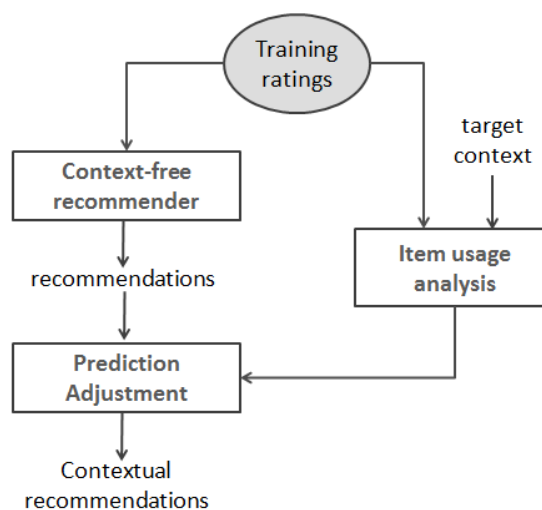 Training
ratings
target
context
Context-free
recommender
Item usage
analysis
recommendations
Prediction
Adjustment
Contextual
recommendations